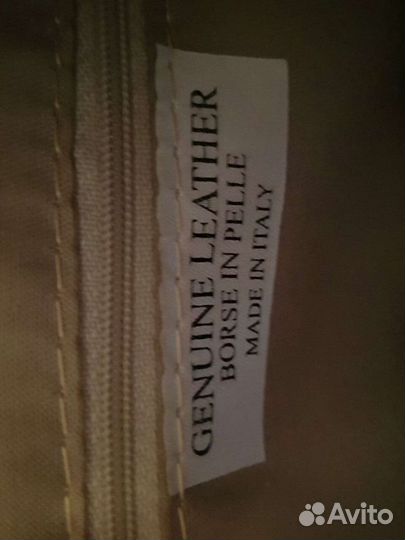 GENUINE LEATHER
BORSE IN PELLE
MADE IN ITALY
Avito